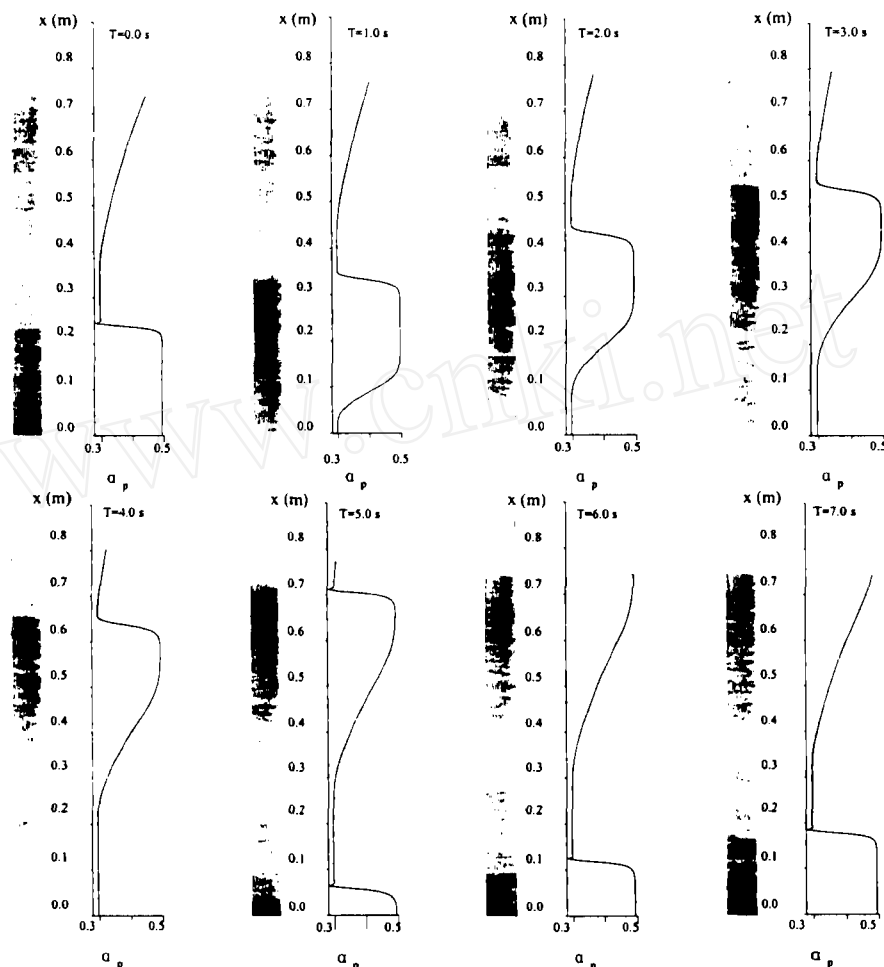 x (m) x (m) x (m) x (m)
T=0.0 s T=1.0 s T=2.0 s T=3.0 s
0.8 0.8 0.8 0.8
0.7 0.7 0.7 0.7
0.6 0.6 0.6 0.6
0.5 0.5 0.5 0.5
0.4 0.4 0.4 0.4
0.3 0.3 0.3 0.3
0.2 0.2 0.2 0.2
0.1 0.1 0.1 0.1
0.0 0.0 0.0 0.0
0.3 0.5 0.3 0.5 0.3 0.5 0.3 0.5
α p α p α p α p
www.cnki.net
x (m) x (m) x (m) x (m)
T=4.0 s T=5.0 s T=6.0 s T=7.0 s
0.8 0.8 0.8 0.8
0.7 0.7 0.7 0.7
0.6 0.6 0.6 0.6
0.5 0.5 0.5 0.5
0.4 0.4 0.4 0.4
0.3 0.3 0.3 0.3
0.2 0.2 0.2 0.2
0.1 0.1 0.1 0.1
0.0 0.0 0.0 0.0
0.3 0.5 0.3 0.5 0.3 0.5 0.3 0.5
α p α p α p α p